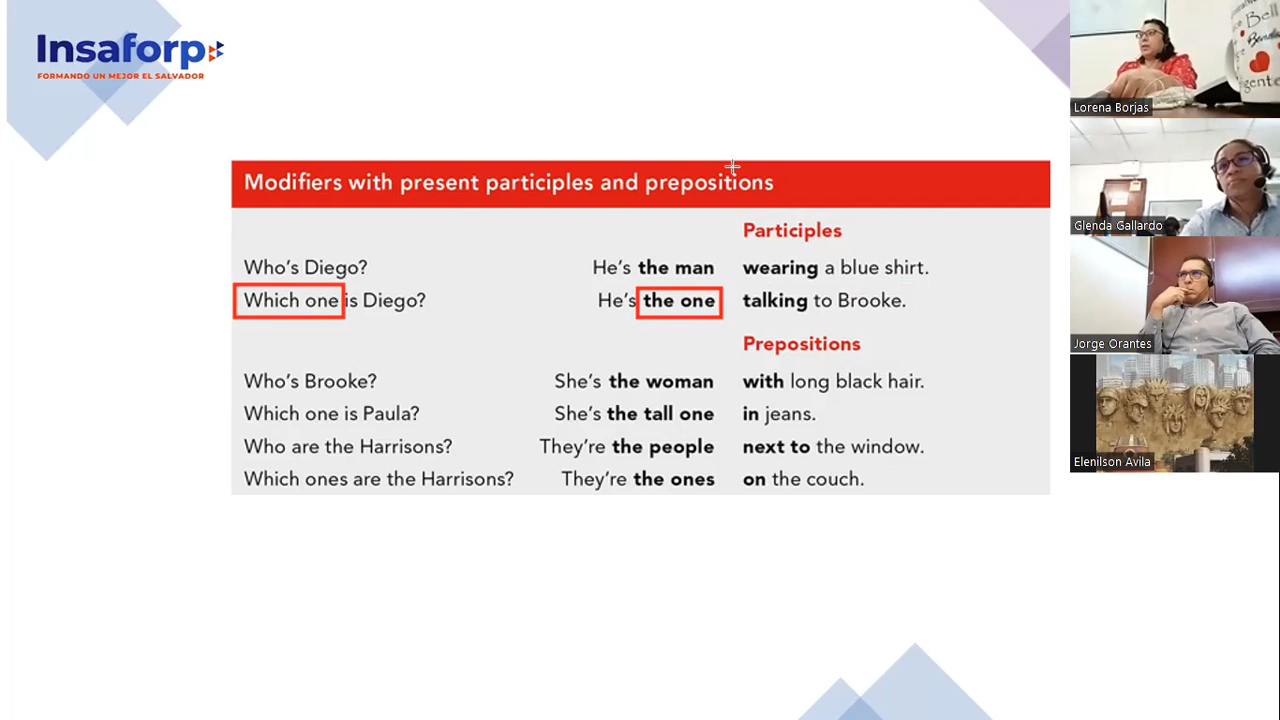 Insaforp
FORMANDO UN MEJOR EL SALVADOR
Modifiers with present participles and prepositions
Participles
Who's Diego? He's the man wearing a blue shirt.
Which one is Diego? He's the one talking to Brooke.
Prepositions
Who's Brooke? She's the woman with long black hair.
Which one is Paula? She's the tall one in jeans.
Who are the Harrisons? They're the people next to the window.
Which ones are the Harrisons? They're the ones on the couch.
Bell
Lorena Borjas
Glenda Gallardo
Jorge Orantes
Elenilson Avila